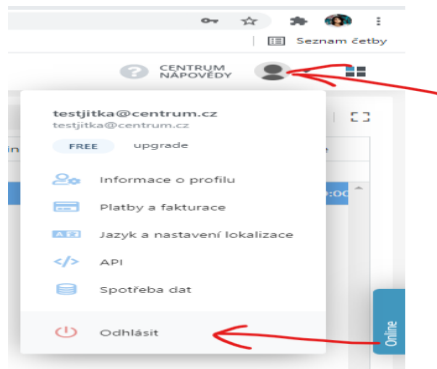 Seznam četby
CENTRUM
NÁPOVĚDY
testjitka@centrum.cz
testjitka@centrum.cz
FREE upgrade
Informace o profilu
Platby a fakturace
Jazyk a nastavení lokalizace
API
Spotřeba dat
Odhlásit
Online